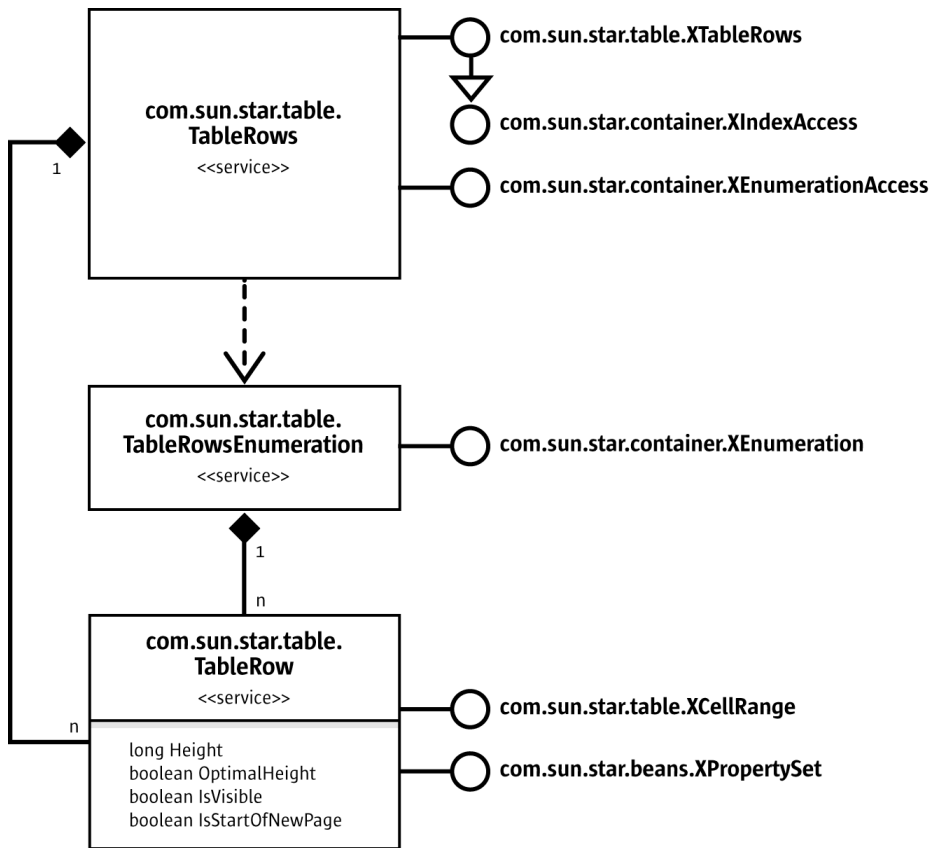 com.sun.star.table.
TableRows
<<service>>
com.sun.star.table.XTableRows
com.sun.star.container.XIndexAccess
com.sun.star.container.XEnumerationAccess
1
com.sun.star.table.
TableRowsEnumeration
<<service>>
com.sun.star.container.XEnumeration
1
n
com.sun.star.table.
TableRow
<<service>>
com.sun.star.table.XCellRange
n
long Height
boolean OptimalHeight
boolean IsVisible
boolean IsStartOfNewPage
com.sun.star.beans.XPropertySet